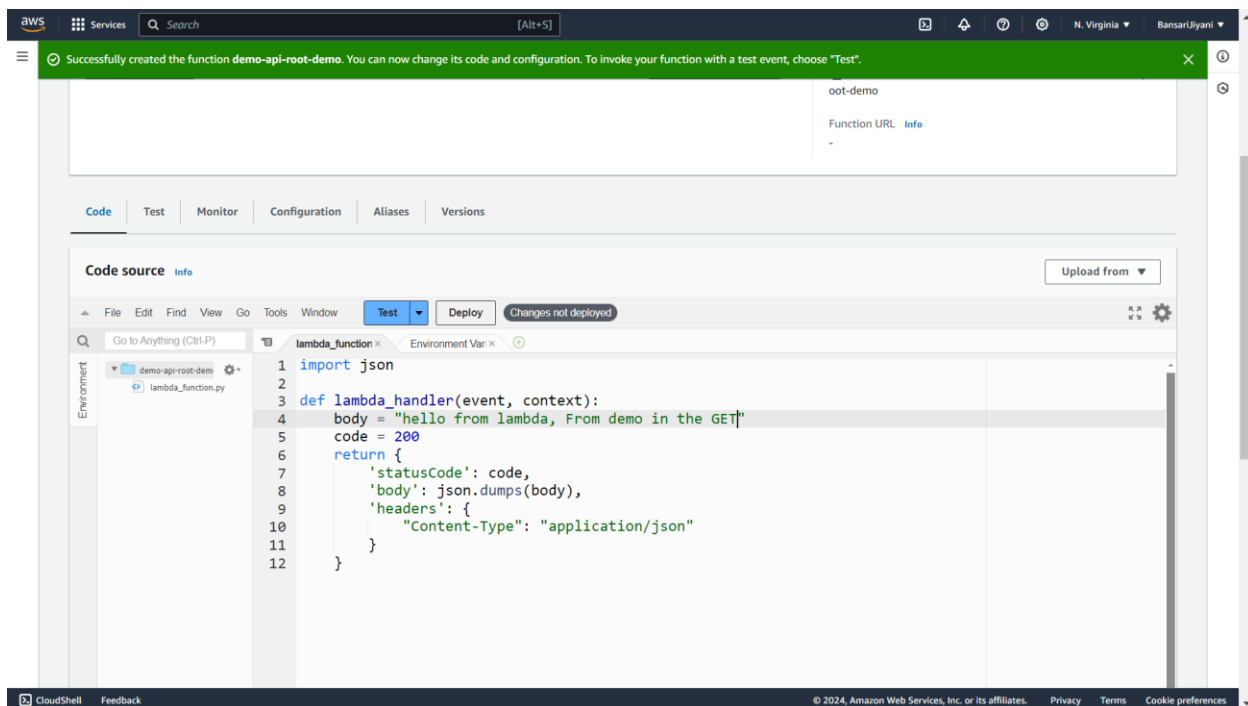 aws Services Search [Alt+S] N. Virginia BansariJiyani
Successfully created the function demo-api-root-demo. You can now change its code and configuration. To invoke your function with a test event, choose "Test".
oot-demo
Function URL Info
-
Code Test Monitor Configuration Aliases Versions
Code source Info Upload from
File Edit Find View Go Tools Window Test Deploy Changes not deployed
Go to Anything (Ctrl-P) lambda_function × Environment Vari ×
Environment
demo-api-root-dem
lambda_function.py
1 import json
2
3 def lambda_handler(event, context):
4 body = "hello from lambda, From demo in the GET"
5 code = 200
6 return {
7 'statusCode': code,
8 'body': json.dumps(body),
9 'headers': {
10 "Content-Type": "application/json"
11 }
12 }
CloudShell Feedback © 2024, Amazon Web Services, Inc. or its affiliates. Privacy Terms Cookie preferences